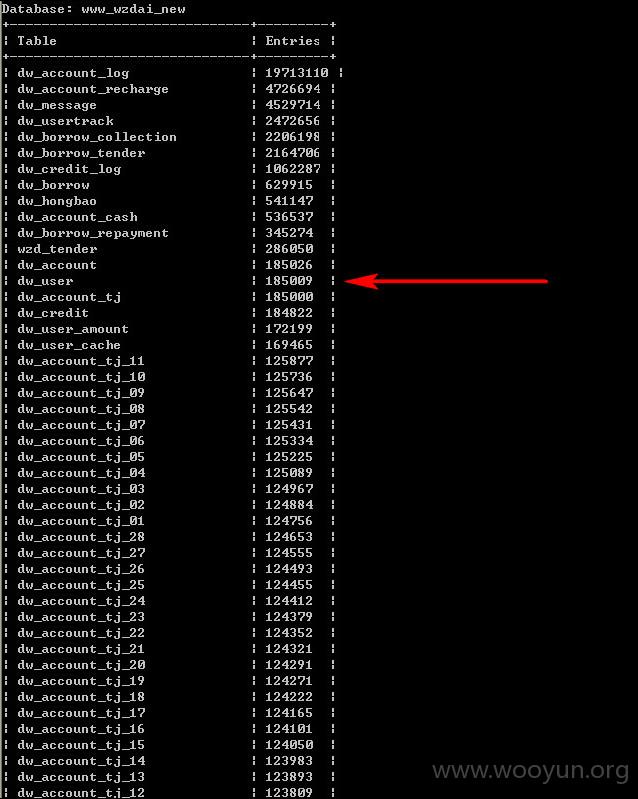 Database: www_wzdai_new
+------------------------------+---------+
| Table | Entries |
+------------------------------+---------+
| dw_account_log | 19713110 |
| dw_account_recharge | 4726694 |
| dw_message | 4529714 |
| dw_usertrack | 2472656 |
| dw_borrow_collection | 2206198 |
| dw_borrow_tender | 2164706 |
| dw_credit_log | 1062287 |
| dw_borrow | 629915 |
| dw_hongbao | 541147 |
| dw_account_cash | 536537 |
| dw_borrow_repayment | 345274 |
| wzd_tender | 286050 |
| dw_account | 185026 |
| dw_user | 185009 |
| dw_account_tj | 185000 |
| dw_credit | 184822 |
| dw_user_amount | 172199 |
| dw_user_cache | 169465 |
| dw_account_tj_11 | 125877 |
| dw_account_tj_10 | 125736 |
| dw_account_tj_09 | 125647 |
| dw_account_tj_08 | 125542 |
| dw_account_tj_07 | 125431 |
| dw_account_tj_06 | 125334 |
| dw_account_tj_05 | 125225 |
| dw_account_tj_04 | 125089 |
| dw_account_tj_03 | 124967 |
| dw_account_tj_02 | 124884 |
| dw_account_tj_01 | 124756 |
| dw_account_tj_28 | 124653 |
| dw_account_tj_27 | 124555 |
| dw_account_tj_26 | 124493 |
| dw_account_tj_25 | 124455 |
| dw_account_tj_24 | 124412 |
| dw_account_tj_23 | 124379 |
| dw_account_tj_22 | 124352 |
| dw_account_tj_21 | 124321 |
| dw_account_tj_20 | 124291 |
| dw_account_tj_19 | 124271 |
| dw_account_tj_18 | 124222 |
| dw_account_tj_17 | 124165 |
| dw_account_tj_16 | 124101 |
| dw_account_tj_15 | 124050 |
| dw_account_tj_14 | 123983 |
| dw_account_tj_13 | 123893 |
| dw_account_tj_12 | 123809 |
www.wooyun.org